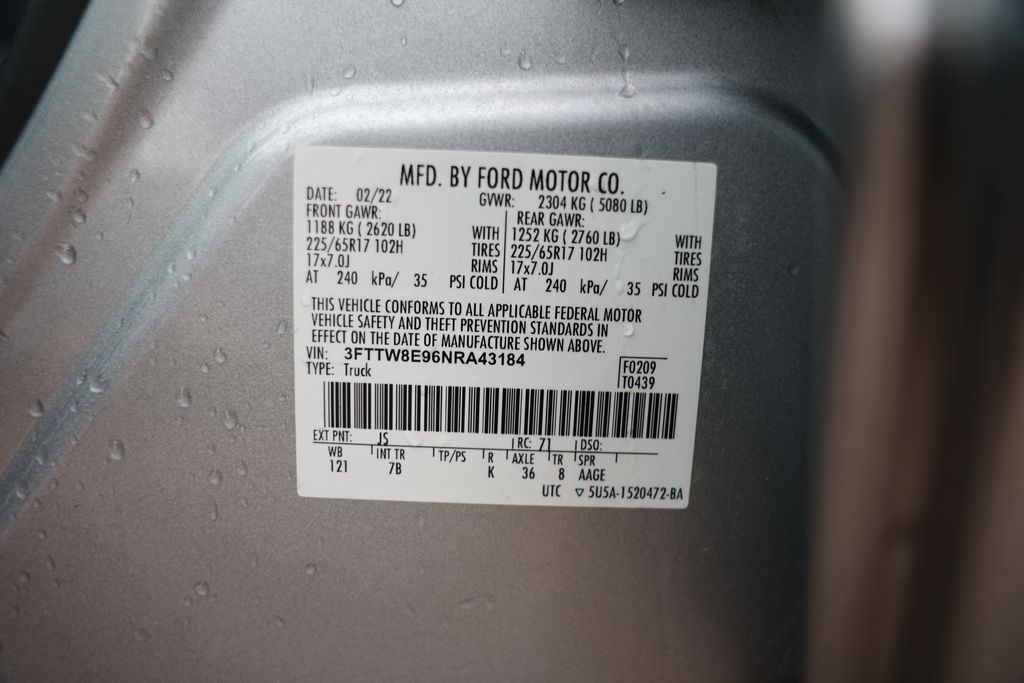 MFD. BY FORD MOTOR CO.
DATE: 02/22 GVWR: 2304 KG ( 5080 LB)
FRONT GAWR: REAR GAWR:
1188 KG ( 2620 LB) WITH 1252 KG ( 2760 LB) WITH
225/65R17 102H TIRES 225/65R17 102H TIRES
17x7.0J RIMS 17x7.0J RIMS
AT 240 kPa/ 35 PSI COLD AT 240 kPa/ 35 PSI COLD
THIS VEHICLE CONFORMS TO ALL APPLICABLE FEDERAL MOTOR
VEHICLE SAFETY AND THEFT PREVENTION STANDARDS IN
EFFECT ON THE DATE OF MANUFACTURE SHOWN ABOVE.
VIN: 3FTTW8E96NRA43184
TYPE: Truck
F0209
T0439
EXT PNT: JS RC: 71 DSO:
WB INT TR TP/PS R AXLE TR SPR
121 7B K 36 8 AAGE
UTC ▽ 5U5A-1520472-BA